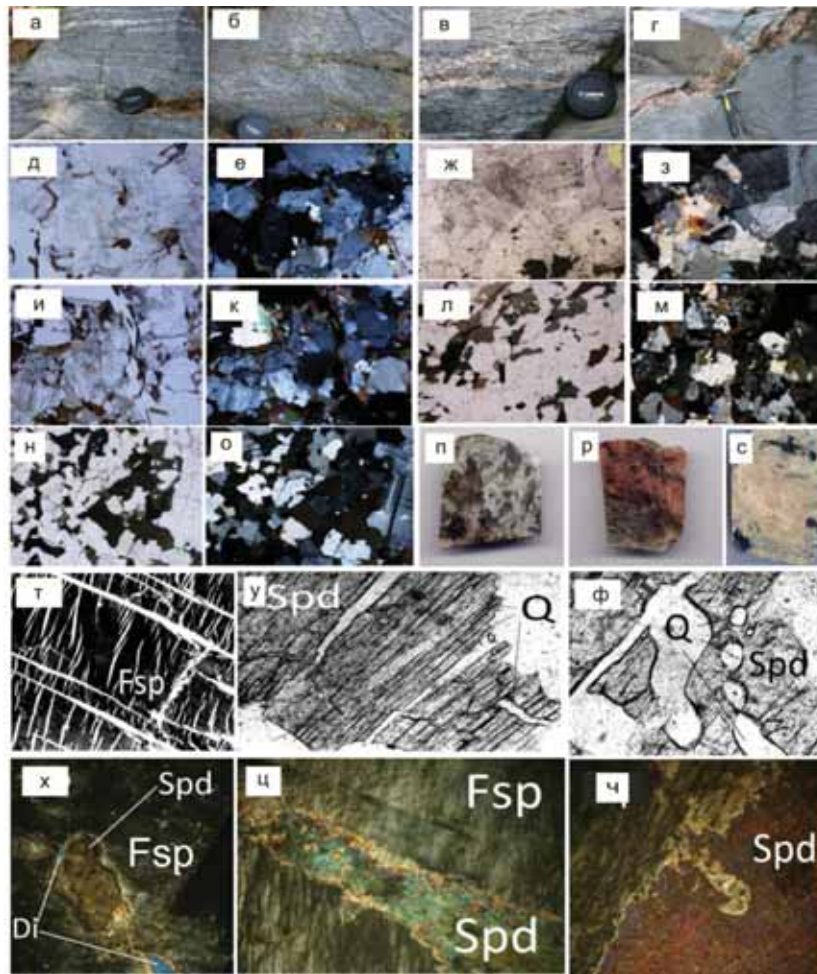 а б в г
д е ж з
и к л м
н о п р с
т Fsp
у Spd Q
ф Q Spd
х Spd Fsp Di
ц Fsp Spd
ч Spd